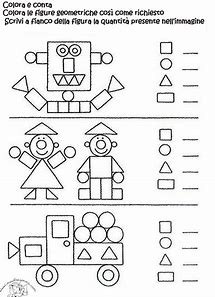 Colora e conta
Colora le figure geometriche così come richiesto
Scrivi a fianco della figura la quantità presente nell'immagine